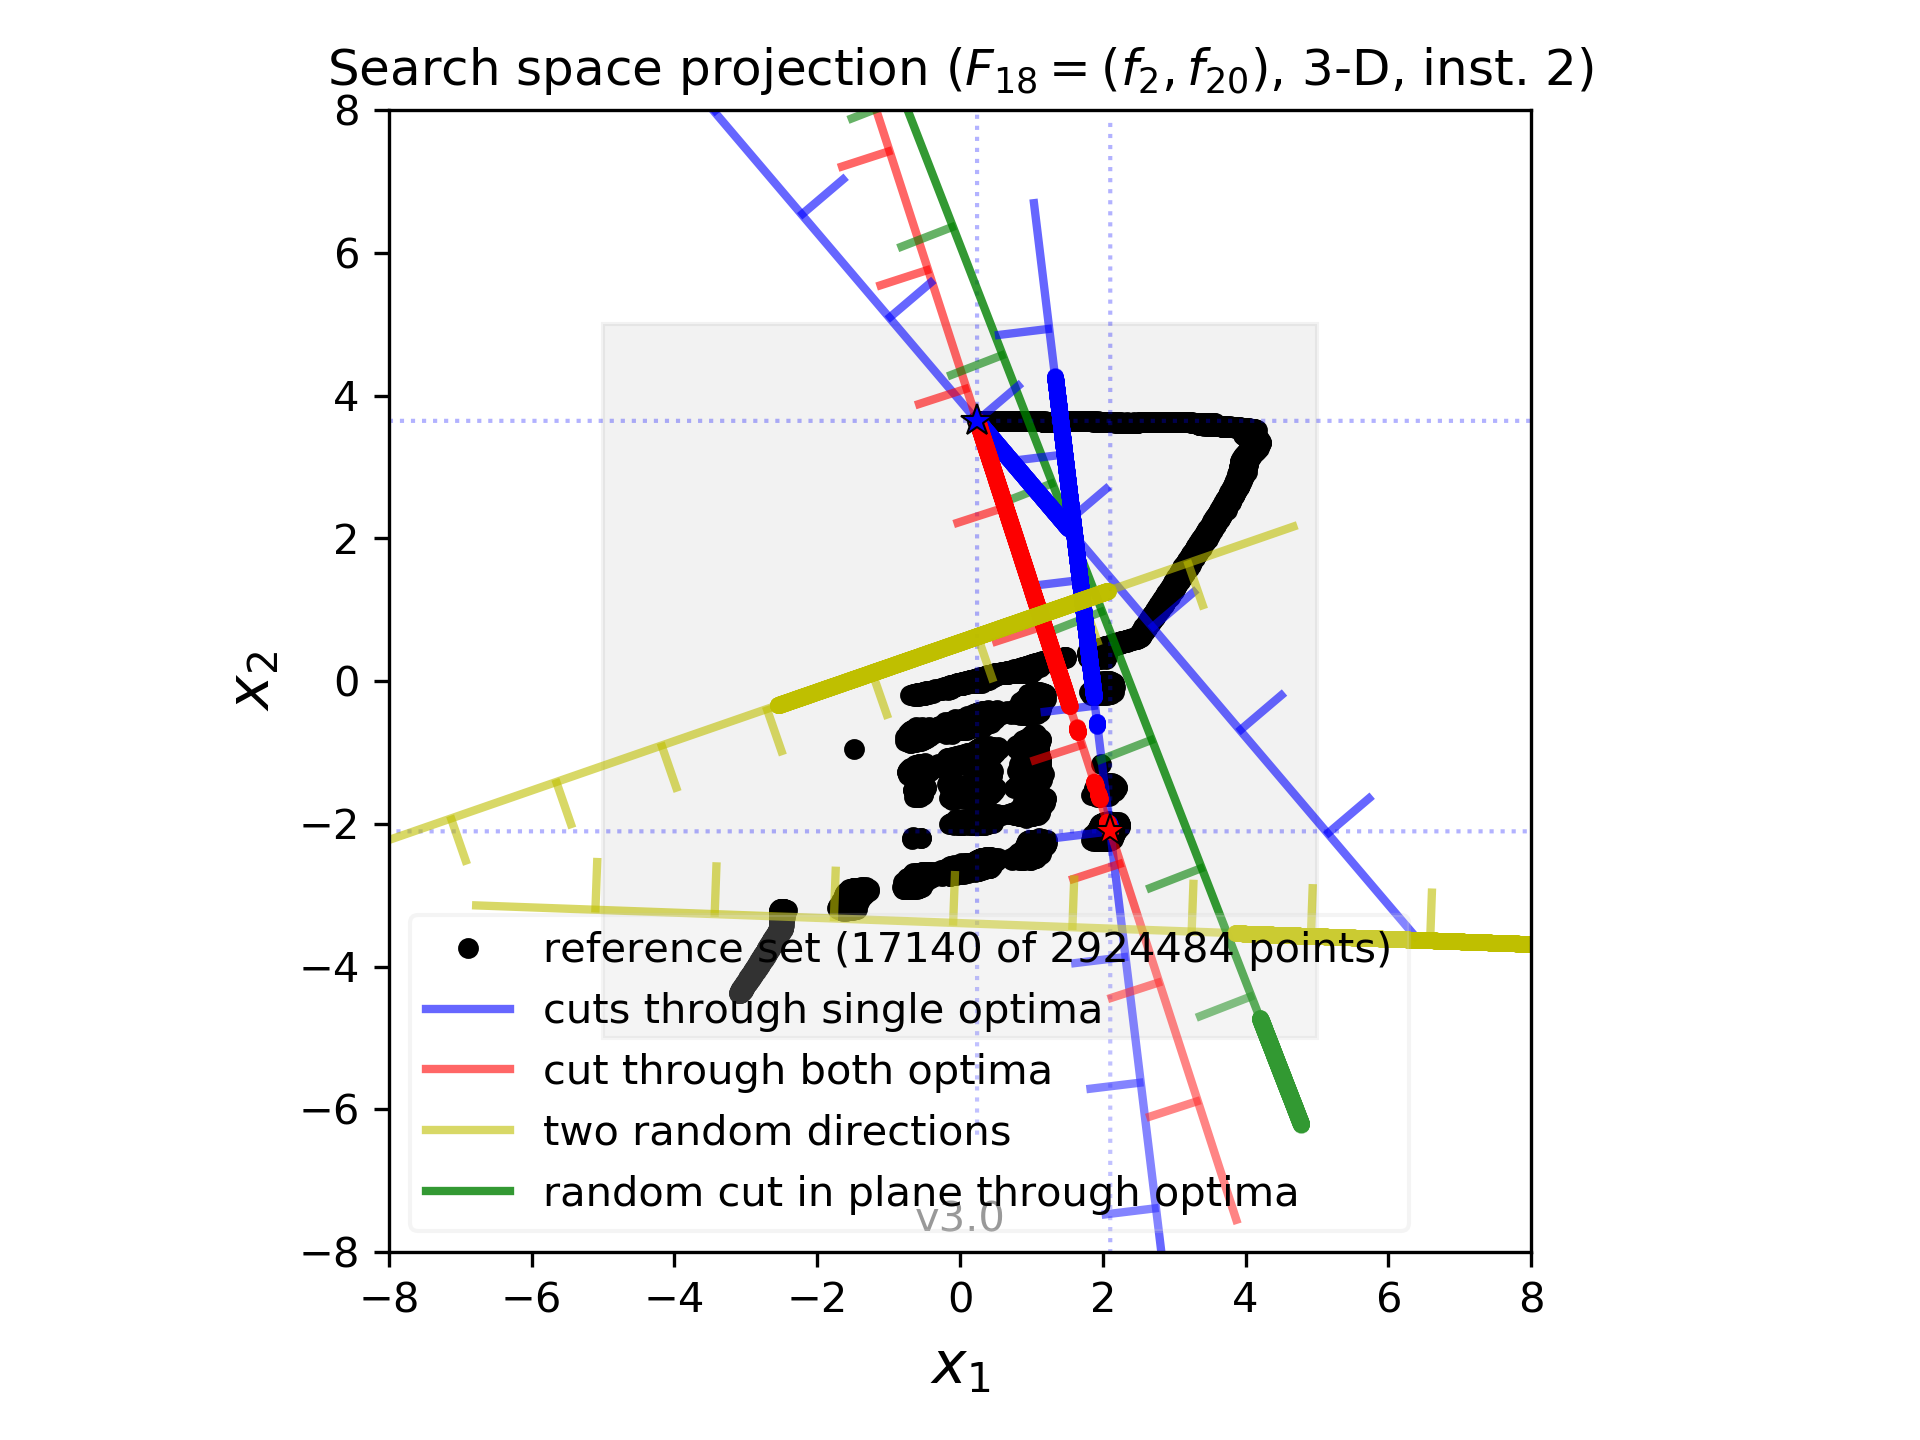 Search space projection (F₁₈ = (f₂, f₂₀), 3-D, inst. 2)
8
6
4
2
0
−2
−4
−6
−8
x₂
reference set (17140 of 2924484 points)
cuts through single optima
cut through both optima
two random directions
random cut in plane through optima
v3.0
−8 −6 −4 −2 0 2 4 6 8
x₁